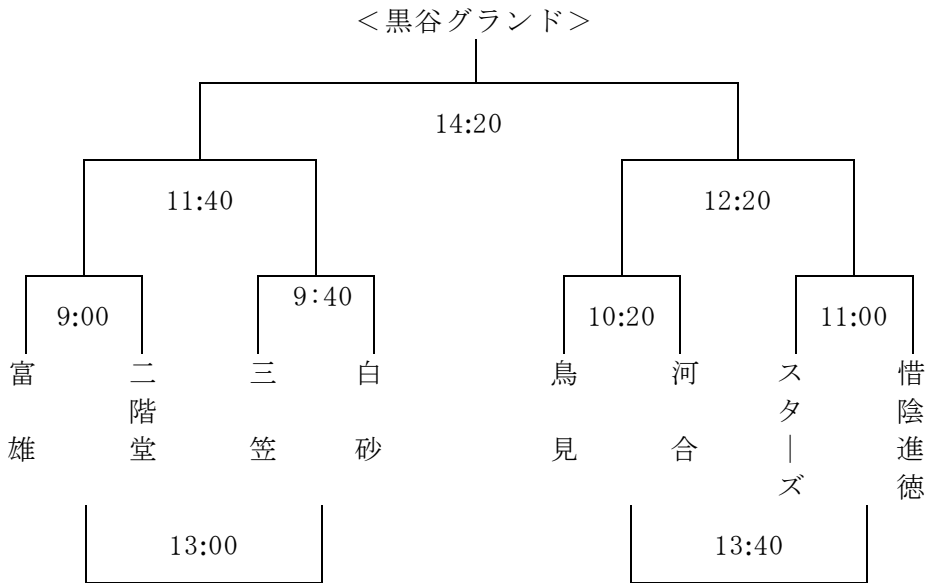 ＜黒谷グランド＞
14:20
11:40
12:20
9:40
9:00
10:20
11:00
富雄
二階堂
三笠
白砂
鳥見
河合
スターズ
惜陰進徳
13:00
13:40